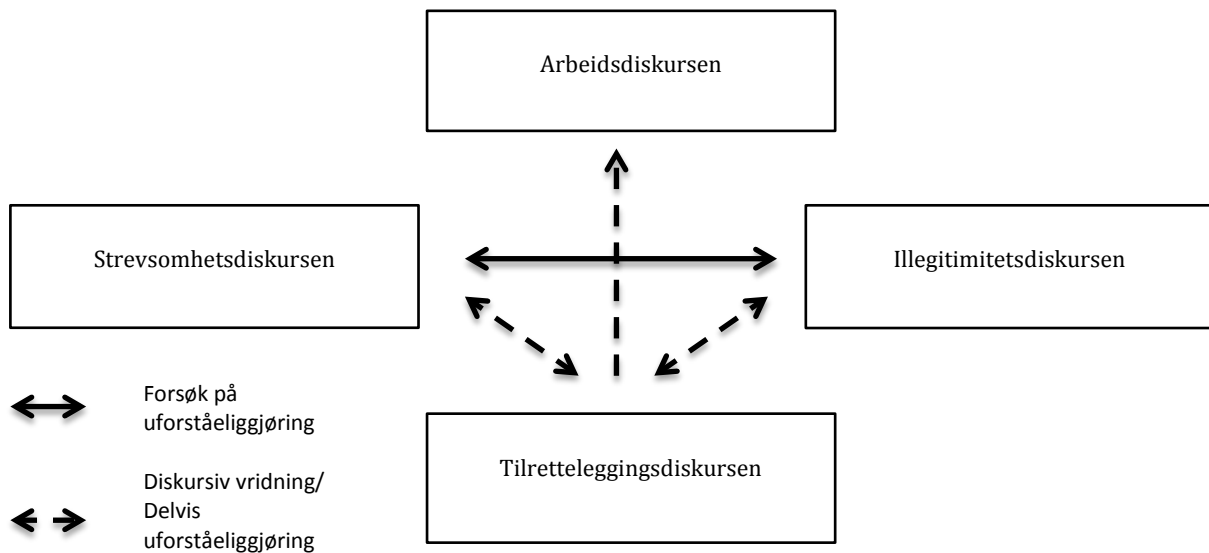 Arbeidsdiskursen
Strevsomhetsdiskursen
Illegitimitetsdiskursen
Forsøk på
uforståeliggjøring
Tilretteleggingsdiskursen
Diskursiv vridning/
Delvis
uforståeliggjøring